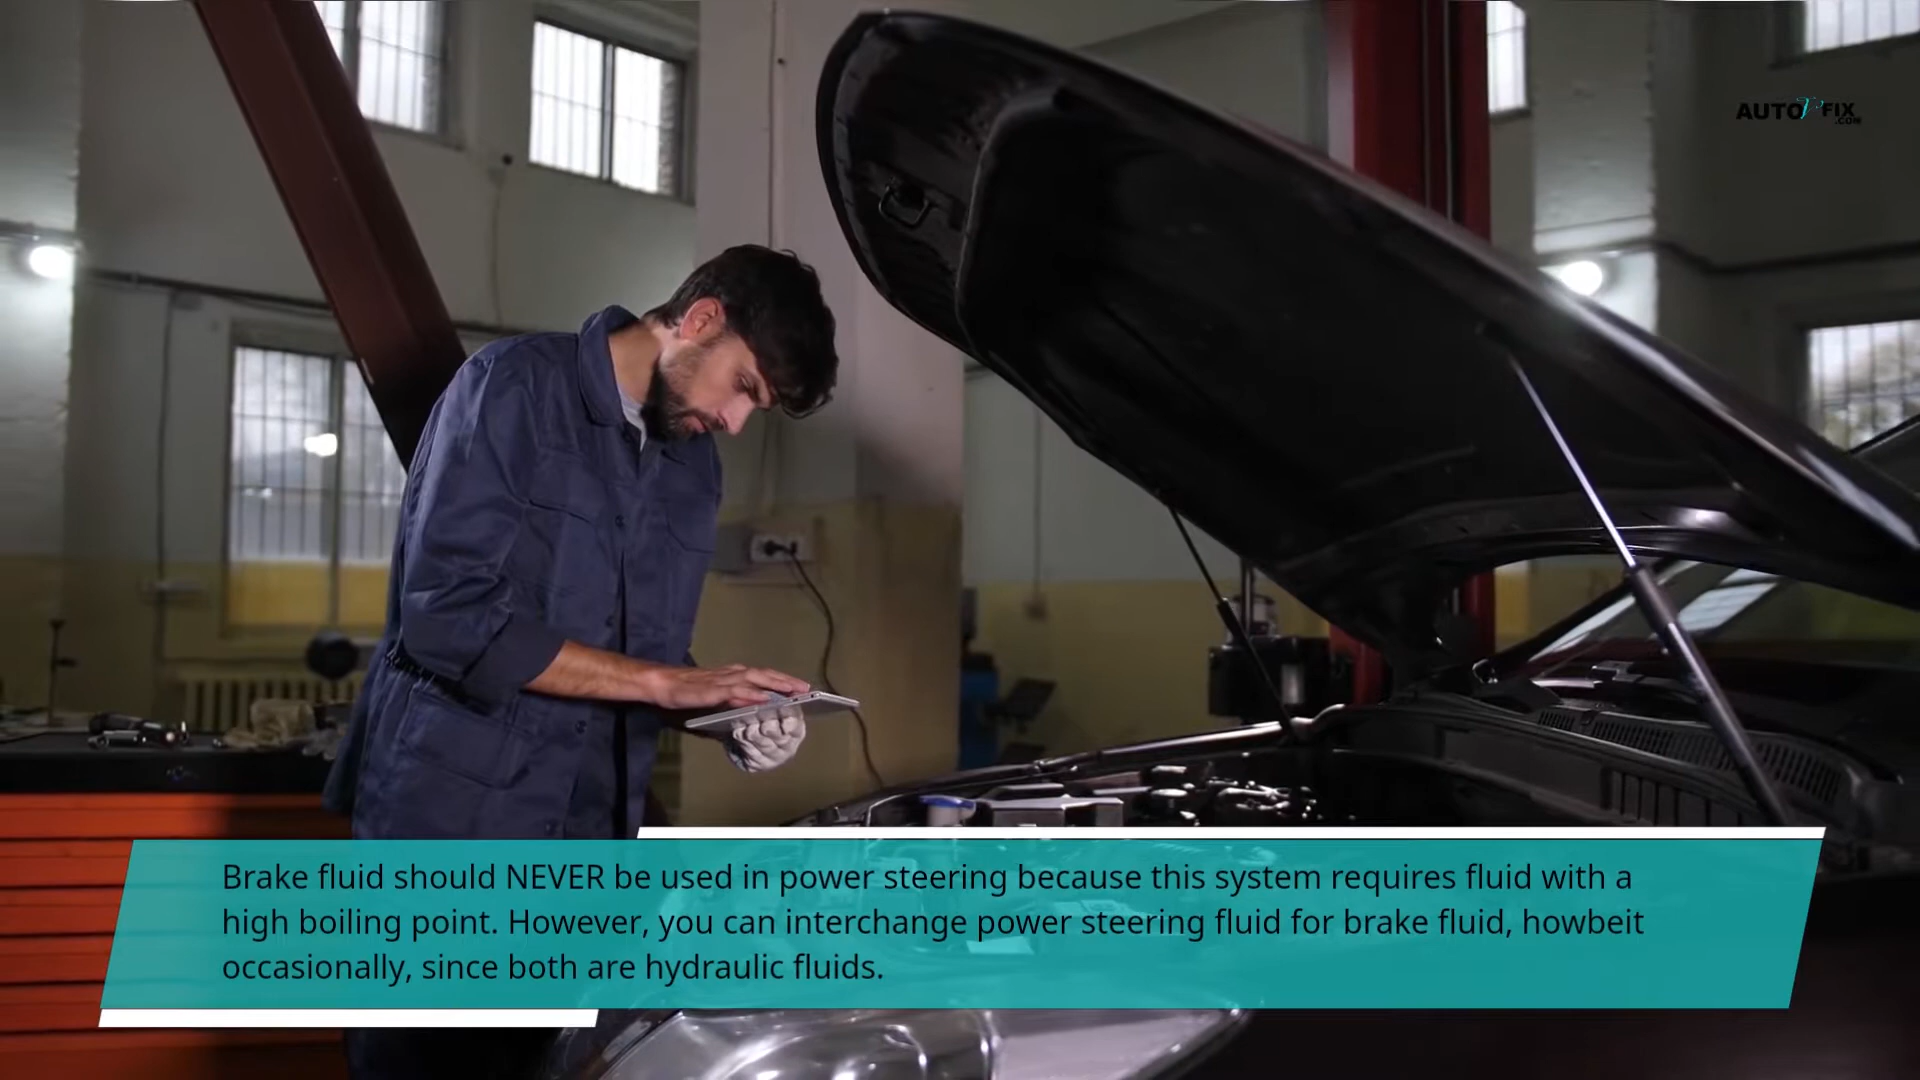 AUTO FIX
.COM
Brake fluid should NEVER be used in power steering because this system requires fluid with a
high boiling point. However, you can interchange power steering fluid for brake fluid, howbeit
occasionally, since both are hydraulic fluids.